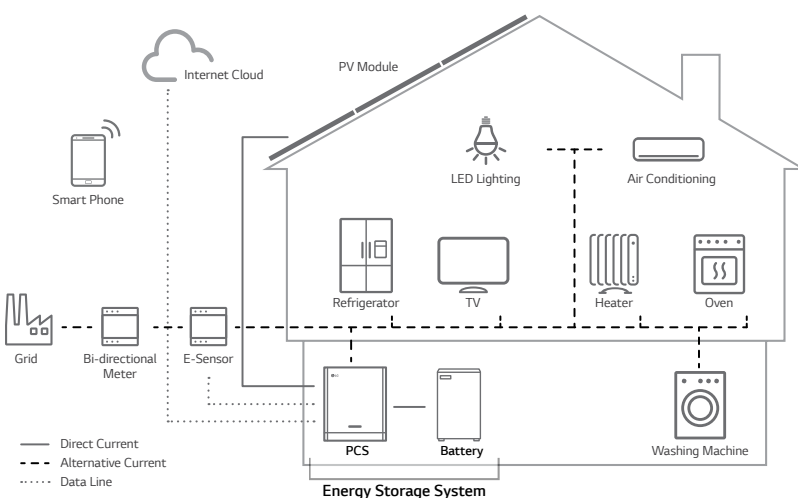 PV Module
Internet Cloud
Smart Phone
LED Lighting
Air Conditioning
Refrigerator
TV
Heater
Oven
Grid
Bi-directional
Meter
E-Sensor
PCS
Battery
Washing Machine
Direct Current
Alternative Current
Data Line
Energy Storage System